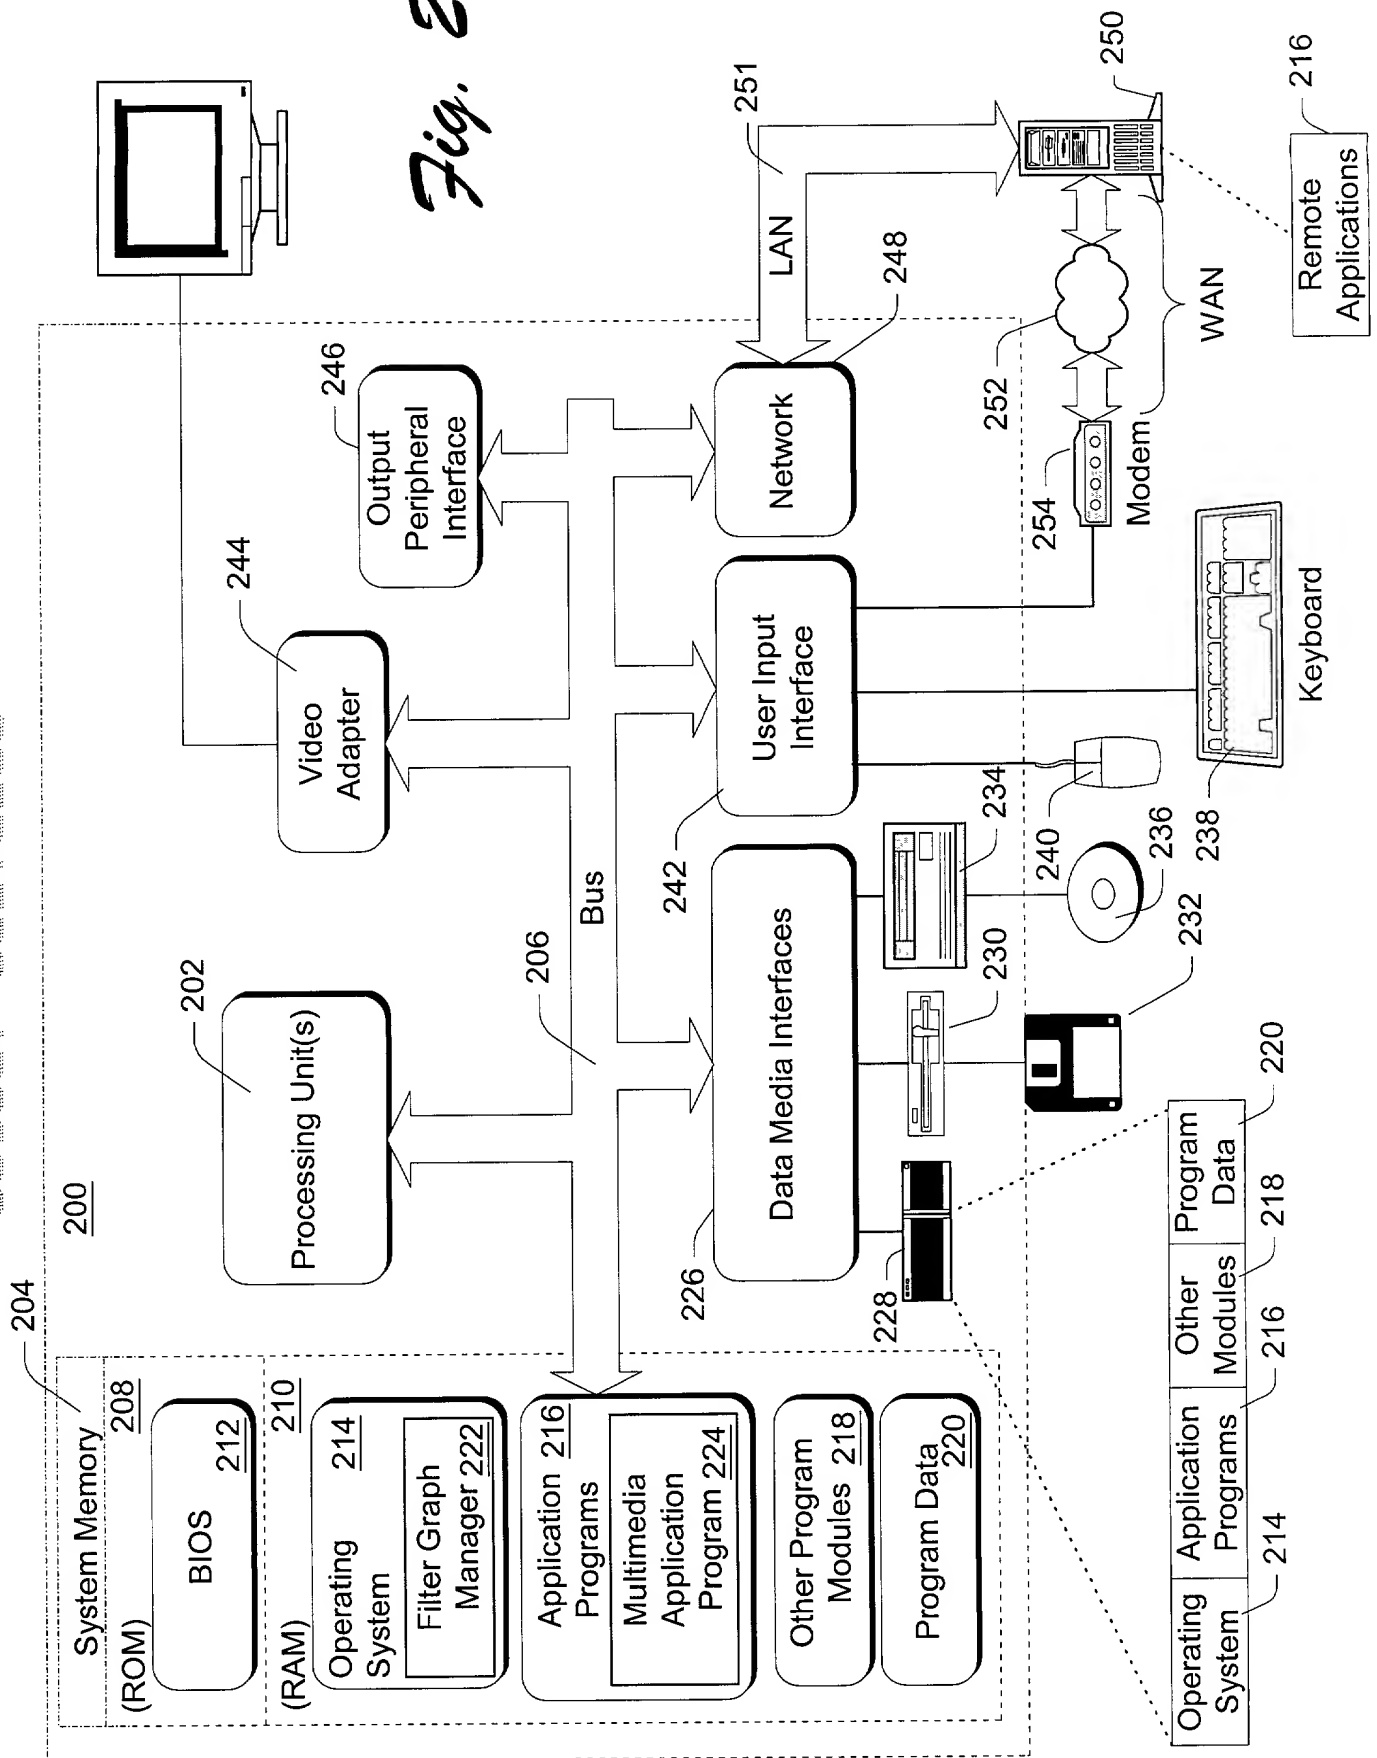 Fig. 2
200
204
System Memory
(ROM) 208
BIOS
212
(RAM) 210
Operating
System 214
Filter Graph
Manager 222
Application 216
Programs
Multimedia
Application
Program 224
Other Program
Modules 218
Program Data
220
202
Processing Unit(s)
244
Video
Adapter
246
Output
Peripheral
Interface
206
Bus
226
Data Media Interfaces
242
User Input
Interface
Network
248
LAN
251
228
230
234
240
236
232
238
Keyboard
254
Modem
252
WAN
250
216
Remote
Applications
Operating
System
Application
Programs
Other
Modules
Program
Data
214
216
218
220